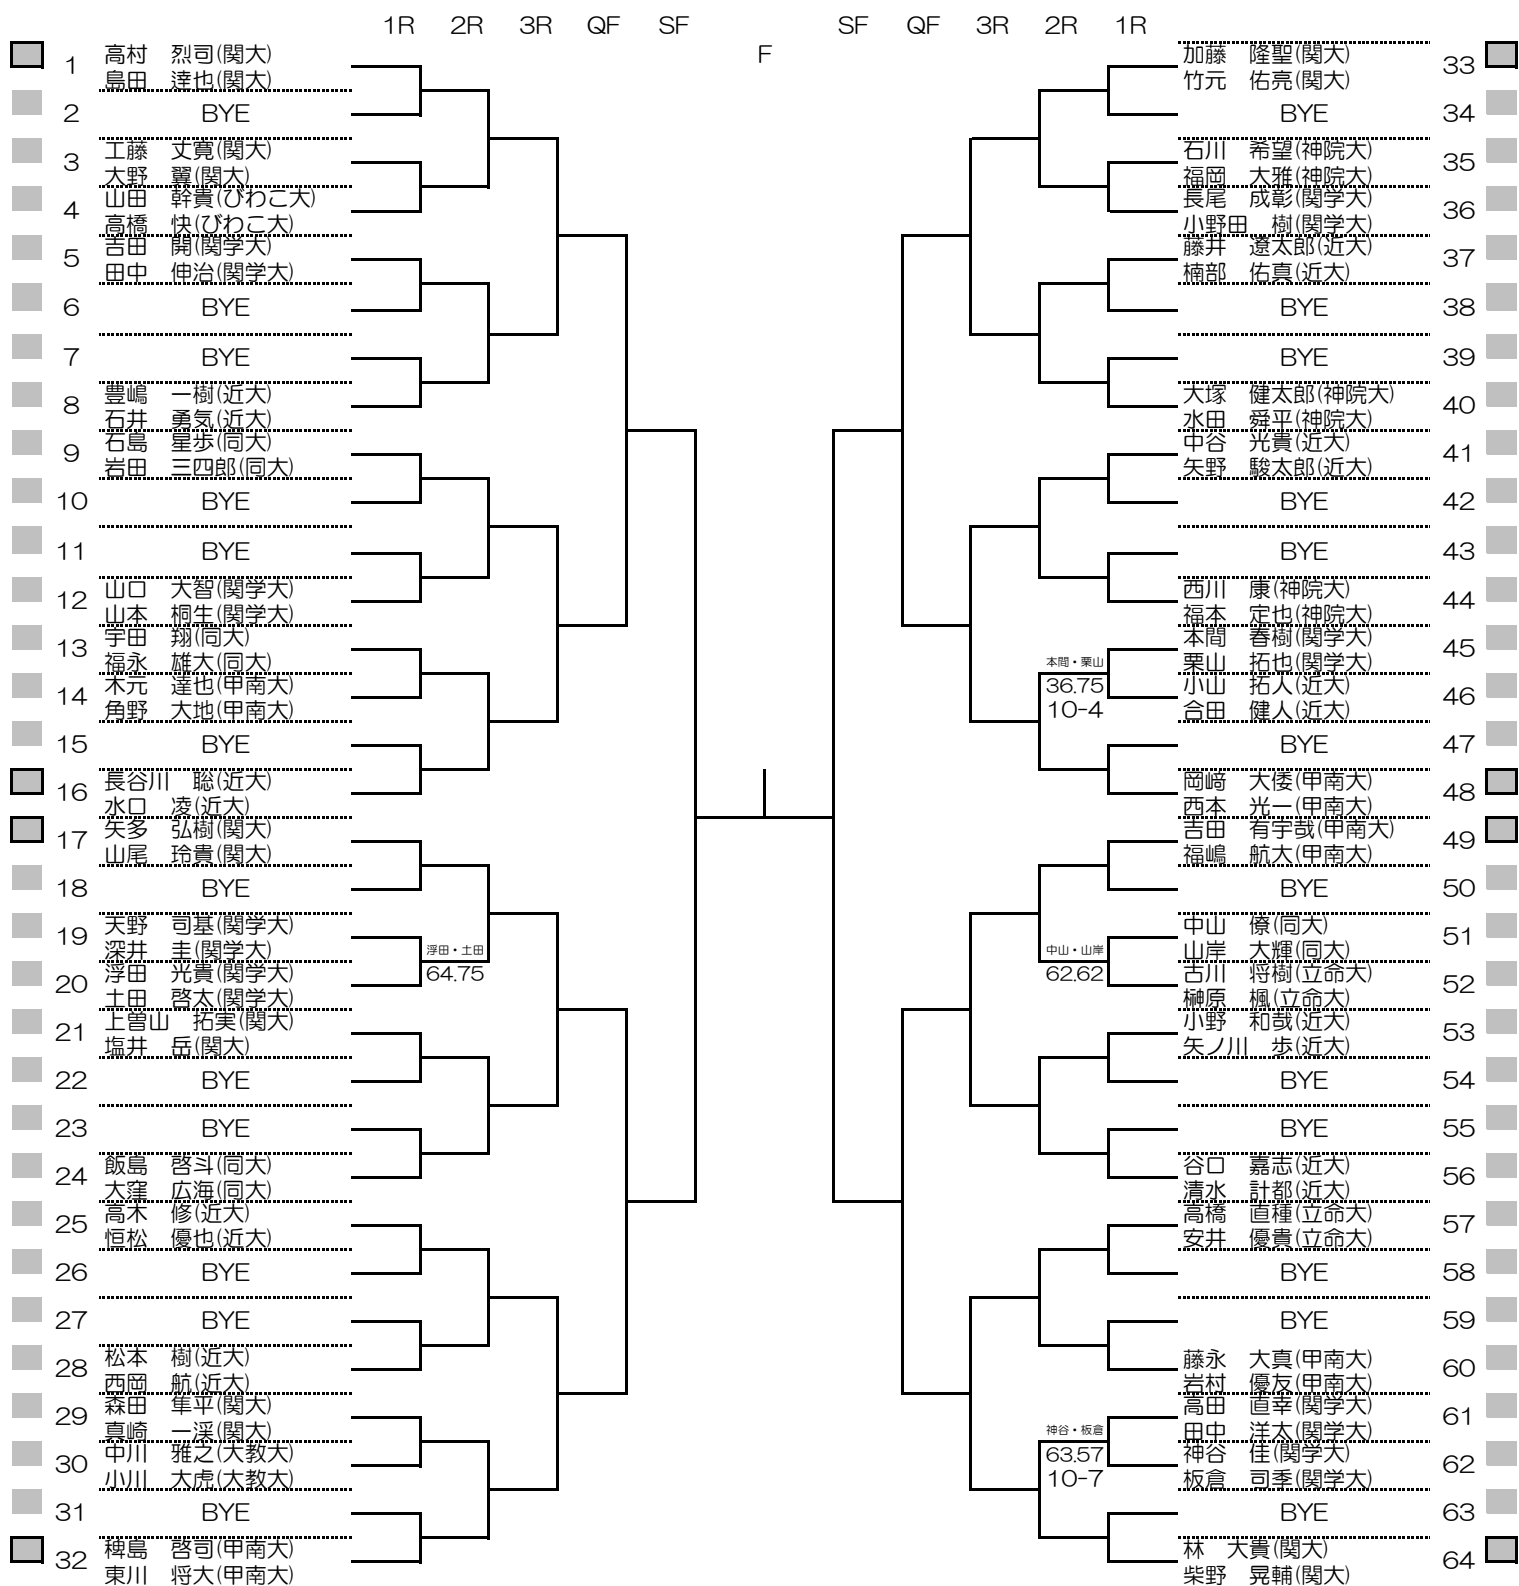 1R 2R 3R QF SF F SF QF 3R 2R 1R
1 高村　烈司(関大)
島田　達也(関大)
2 BYE
3 工藤　丈寛(関大)
大野　翼(関大)
4 山田　幹貴(びわこ大)
高橋　快(びわこ大)
5 吉田　開(関学大)
田中　伸治(関学大)
6 BYE
7 BYE
8 豊嶋　一樹(近大)
石井　勇気(近大)
9 石島　星歩(同大)
岩田　三四郎(同大)
10 BYE
11 BYE
12 山口　大智(関学大)
山本　桐生(関学大)
13 宇田　翔(同大)
福永　雄大(同大)
14 木元　達也(甲南大)
角野　大地(甲南大)
15 BYE
16 長谷川　聡(近大)
水口　凌(近大)
17 矢多　弘樹(関大)
山尾　玲貴(関大)
18 BYE
19 天野　司基(関学大)
深井　圭(関学大)
20 浮田　光貴(関学大)
土田　啓太(関学大)
浮田・土田
64.75
21 上曽山　拓実(関大)
塩井　岳(関大)
22 BYE
23 BYE
24 飯島　啓斗(同大)
大窪　広海(同大)
25 高木　修(近大)
恒松　優也(近大)
26 BYE
27 BYE
28 松本　樹(近大)
西岡　航(近大)
29 森田　隼平(関大)
真崎　一渓(関大)
30 中川　雅之(大教大)
小川　大虎(大教大)
31 BYE
32 稗島　啓司(甲南大)
東川　将大(甲南大)
加藤　隆聖(関大) 33
竹元　佑亮(関大)
BYE 34
石川　希望(神院大) 35
福岡　大雅(神院大)
長尾　成彰(関学大) 36
小野田　樹(関学大)
藤井　遼太郎(近大) 37
楠部　佑真(近大)
BYE 38
BYE 39
大塚　健太郎(神院大) 40
水田　舜平(神院大)
中谷　光貴(近大) 41
矢野　駿太郎(近大)
BYE 42
BYE 43
西川　康(神院大) 44
福本　定也(神院大)
本間　春樹(関学大) 45
栗山　拓也(関学大)
本間・栗山
36.75
10-4
小山　拓人(近大) 46
合田　健人(近大)
BYE 47
岡﨑　大倭(甲南大) 48
西本　光一(甲南大)
吉田　有宇哉(甲南大) 49
福嶋　航大(甲南大)
BYE 50
中山　僚(同大) 51
山岸　大輝(同大)
中山・山岸
62.62
古川　将樹(立命大) 52
榊原　楓(立命大)
小野　和哉(近大) 53
矢ノ川　歩(近大)
BYE 54
BYE 55
谷口　嘉志(近大) 56
清水　計都(近大)
高橋　直種(立命大) 57
安井　優貴(立命大)
BYE 58
BYE 59
藤永　大真(甲南大) 60
岩村　優友(甲南大)
高田　直幸(関学大) 61
田中　洋太(関学大)
神谷・板倉
63.57
10-7
神谷　佳(関学大) 62
板倉　司季(関学大)
BYE 63
林　大貴(関大) 64
柴野　晃輔(関大)